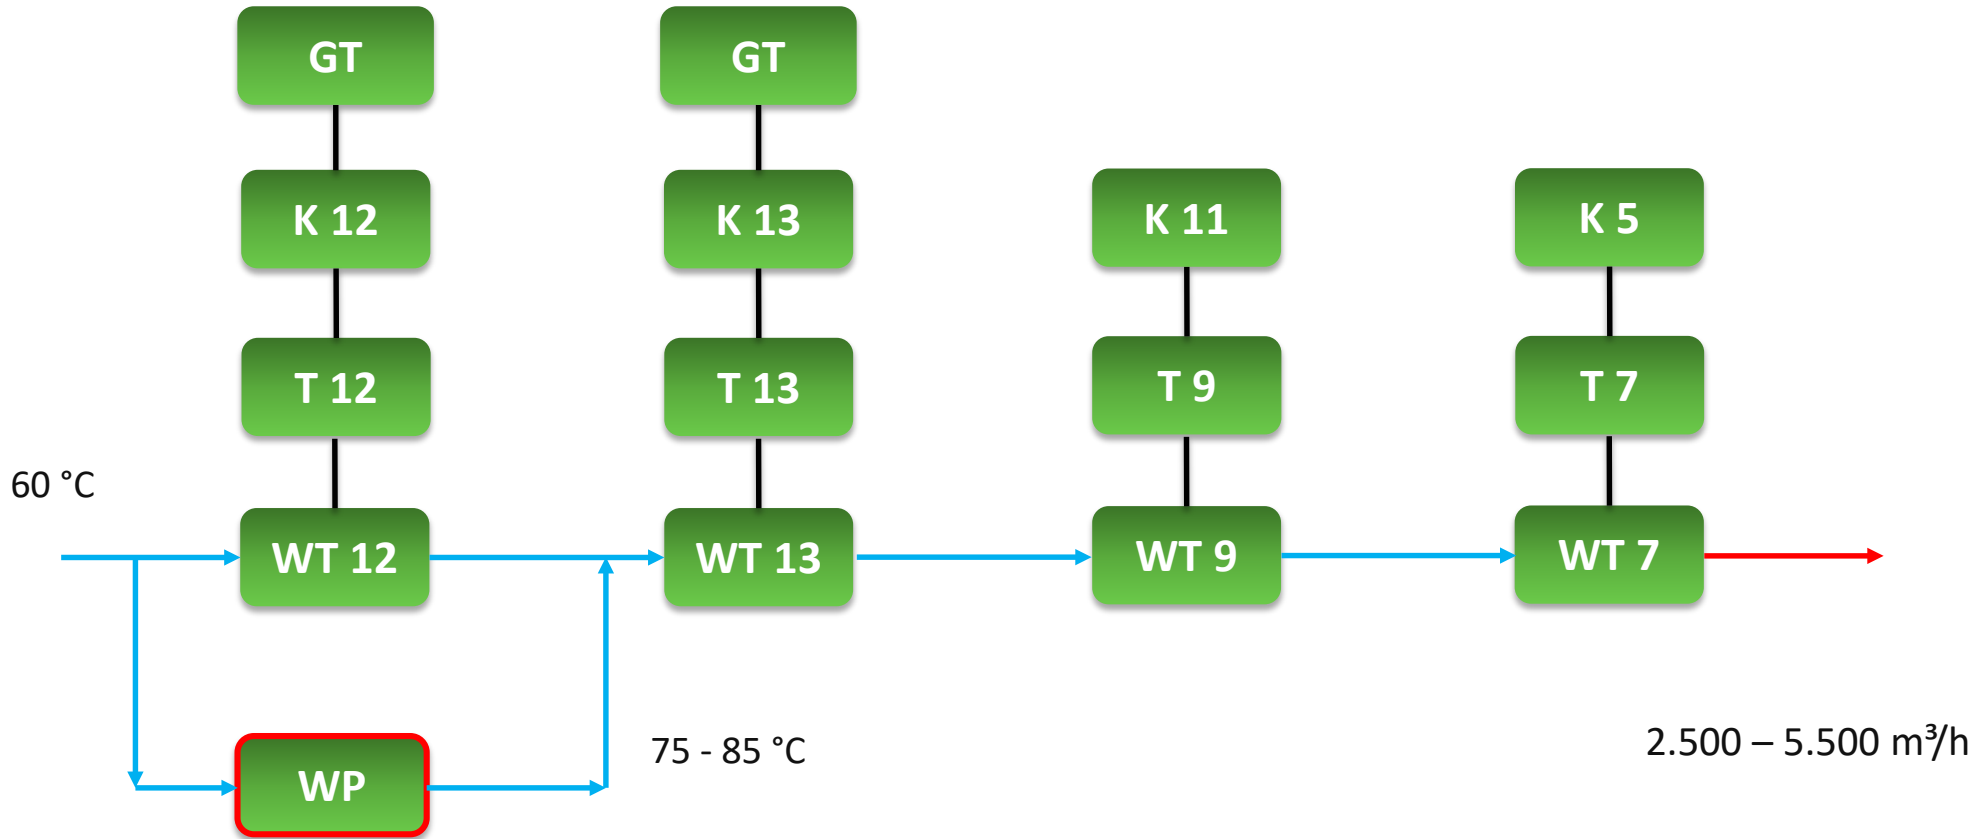 GT
GT
K 12
K 13
K 11
K 5
T 12
T 13
T 9
T 7
60 °C
WT 12
WT 13
WT 9
WT 7
WP
75 - 85 °C
2.500 – 5.500 m³/h